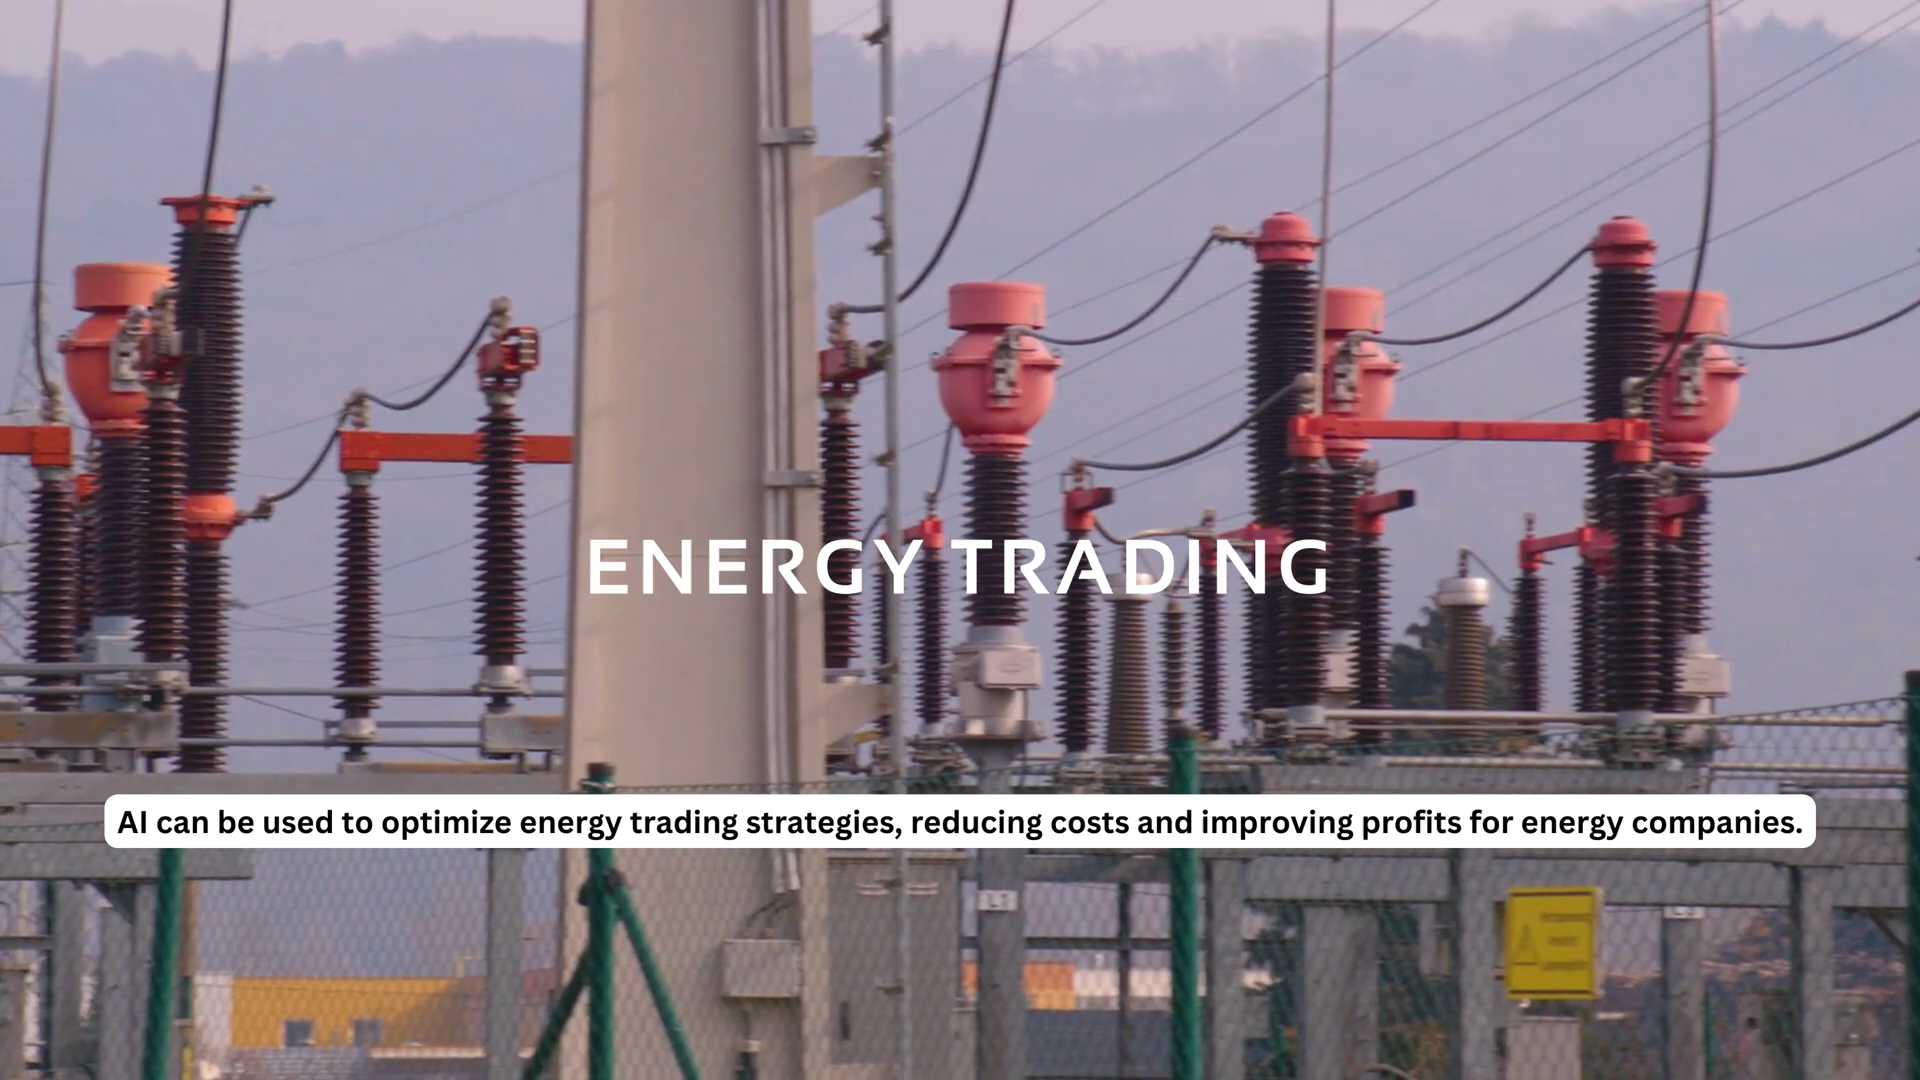 ENERGY TRADING
AI can be used to optimize energy trading strategies, reducing costs and improving profits for energy companies.
L1